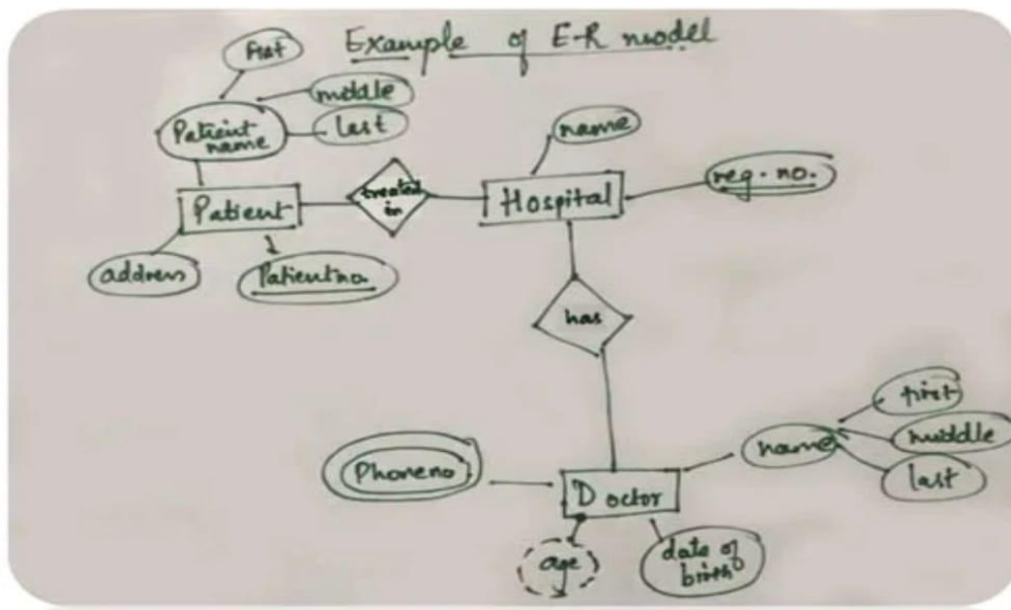 Example of E-R model
first
middle
last
Patient
name
name
reg. no.
Patient
treated
in
Hospital
address
Patient no.
has
first
middle
last
name
Phone no
Doctor
age
date of
birth